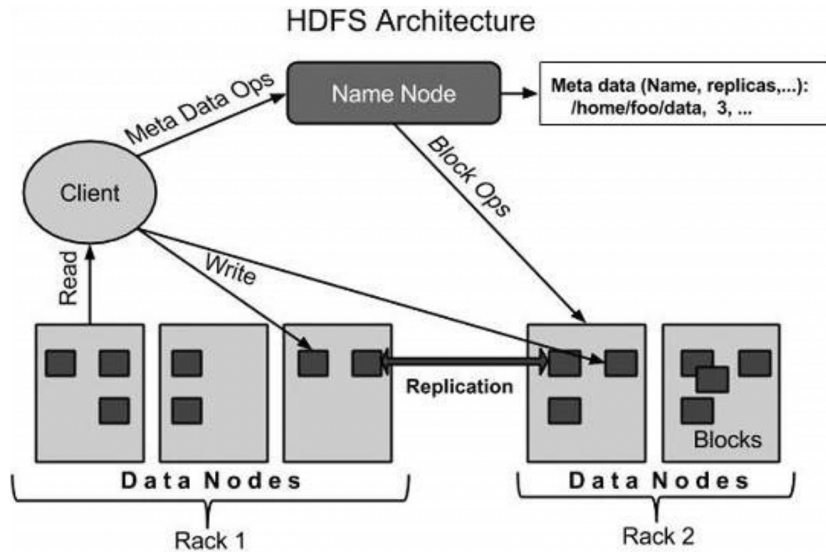 HDFS Architecture
Name Node
Meta data (Name, replicas,...):
/home/foo/data, 3, ...
Meta Data Ops
Client
Block Ops
Read
Write
Replication
Blocks
Data Nodes
Data Nodes
Rack 1
Rack 2